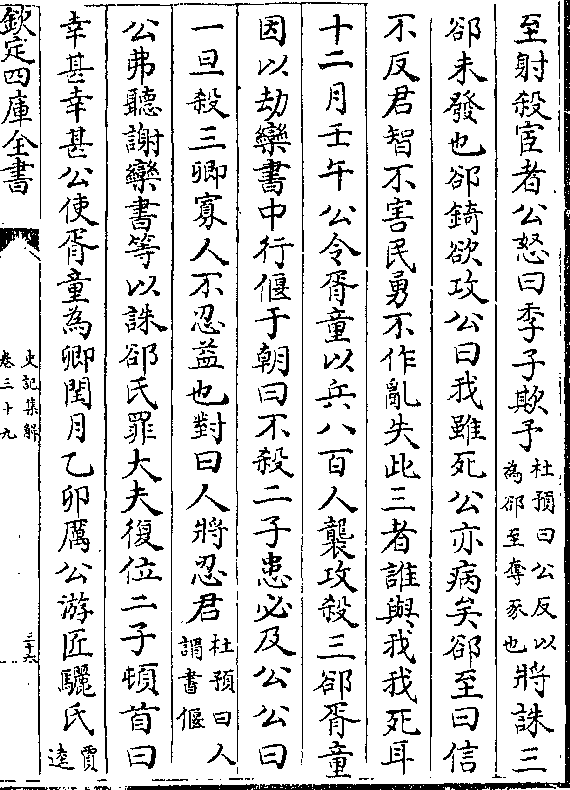 至射殺宦者公怒曰季子欺予杜預曰公反以為郤至奪豕也將誅三
郤未發也郤錡欲攻公曰我雖死公亦病矣郤至曰信
不反君智不害民勇不作亂失此三者誰與我我死耳
十二月壬午公令胥童以兵八百人襲攻殺三郤胥童
因以劫欒書中行偃于朝曰不殺二子患必及公公曰
一旦殺三卿寡人不忍益也對曰人將忍君杜預曰人謂書偃
公弗聽謝欒書等以誅郤氏罪大夫復位二子頓首曰
幸甚幸甚公使胥童為卿閏月乙卯厲公游匠驪氏賈逵
欽定四庫全書
史記集解
卷三十九
三十六